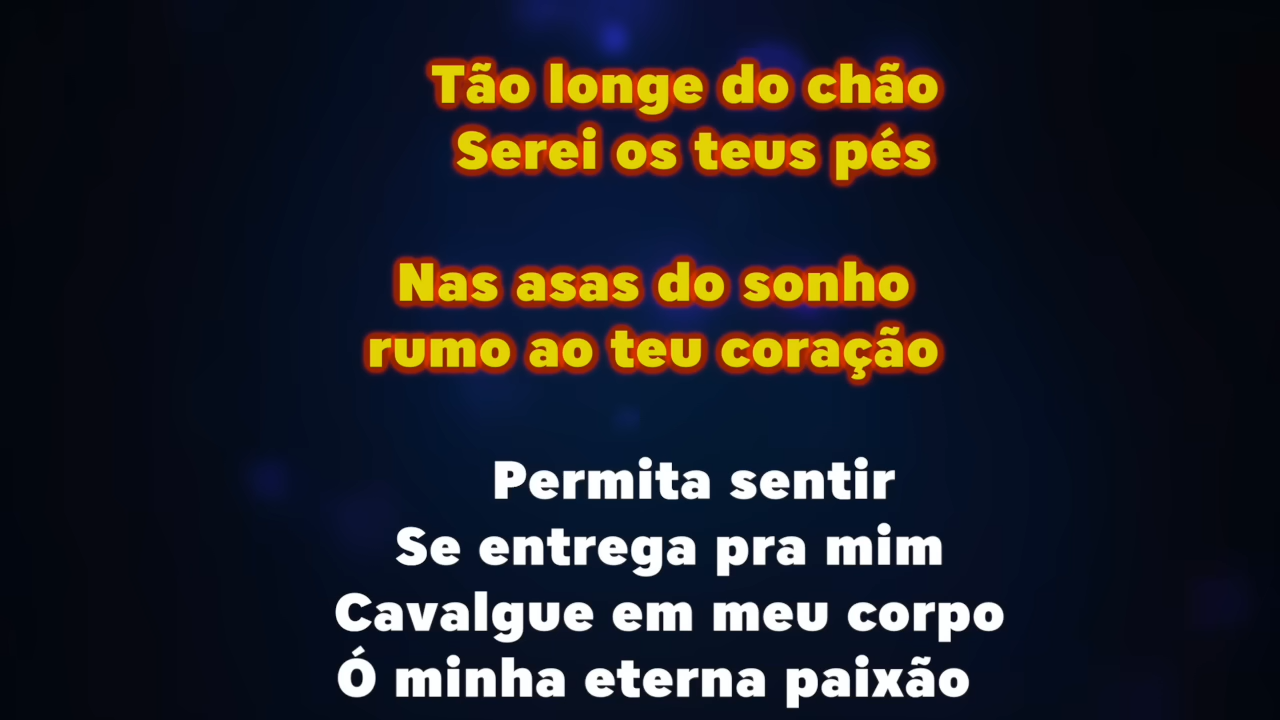 Tão longe do chão
Serei os teus pés
Nas asas do sonho
rumo ao teu coração
Permita sentir
Se entrega pra mim
Cavalgue em meu corpo
Ó minha eterna paixão